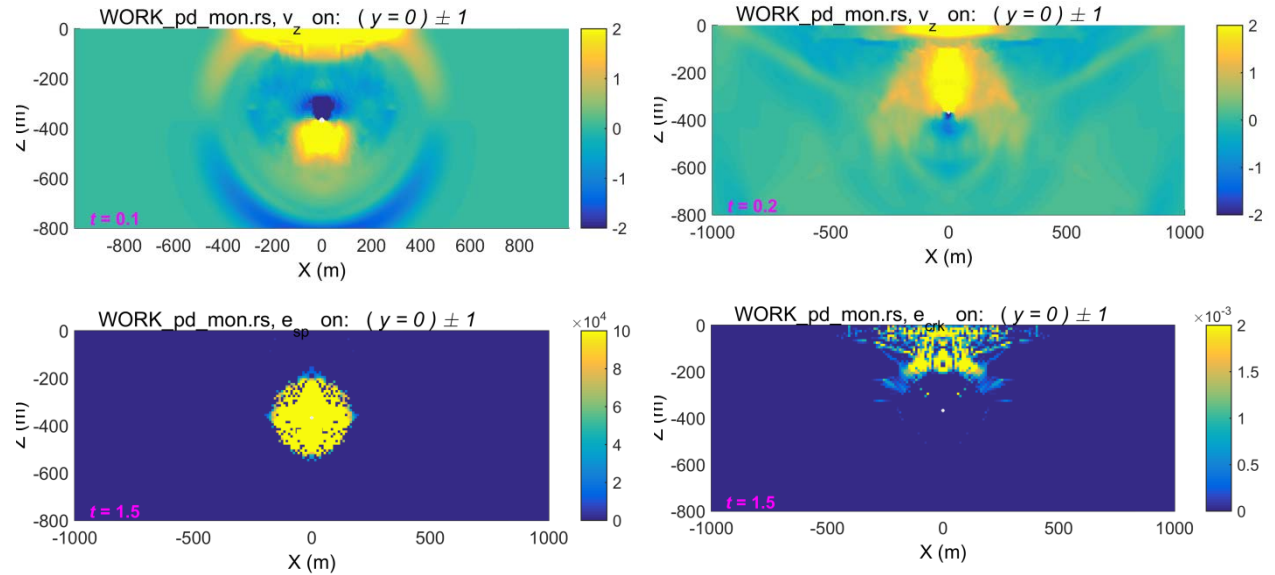 WORK_pd_mon.rs, v_z on: ( y = 0 ) ± 1
0
-200
-400
-600
-800
Z (m)
t = 0.1
-800 -600 -400 -200 0 200 400 600 800
X (m)
2
1
0
-1
-2
WORK_pd_mon.rs, v_z on: ( y = 0 ) ± 1
0
-200
-400
-600
-800
Z (m)
t = 0.2
-1000 -500 0 500 1000
X (m)
2
1
0
-1
-2
WORK_pd_mon.rs, e_sp on: ( y = 0 ) ± 1
0
-200
-400
-600
-800
Z (m)
t = 1.5
-1000 -500 0 500 1000
X (m)
×10^4
10
8
6
4
2
0
WORK_pd_mon.rs, e_crk on: ( y = 0 ) ± 1
0
-200
-400
-600
-800
Z (m)
t = 1.5
-1000 -500 0 500 1000
X (m)
×10^-3
2
1.5
1
0.5
0